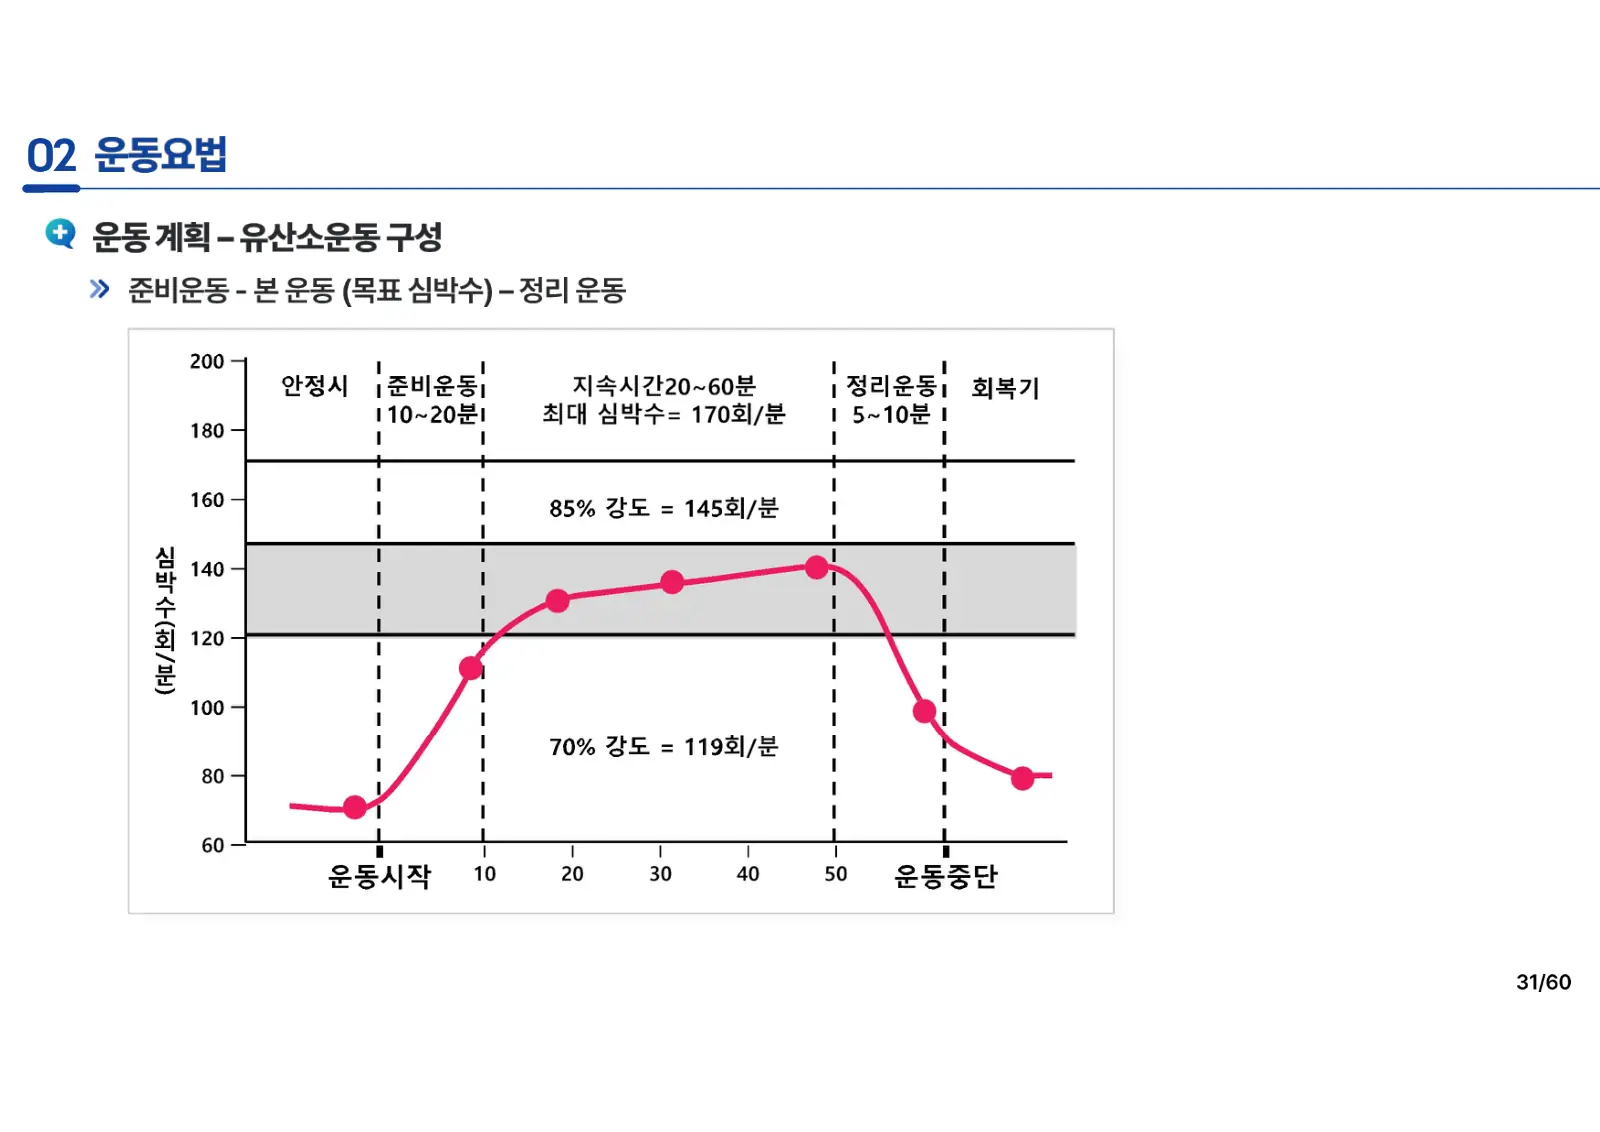 02 운동요법
운동 계획 – 유산소운동 구성
준비운동 - 본 운동 (목표 심박수) – 정리 운동
안정시
준비운동
10~20분
지속시간20~60분
최대 심박수= 170회/분
정리운동
5~10분
회복기
85% 강도 = 145회/분
70% 강도 = 119회/분
심박수(회/분)
200
180
160
140
120
100
80
60
운동시작 10 20 30 40 50 운동중단
31/60